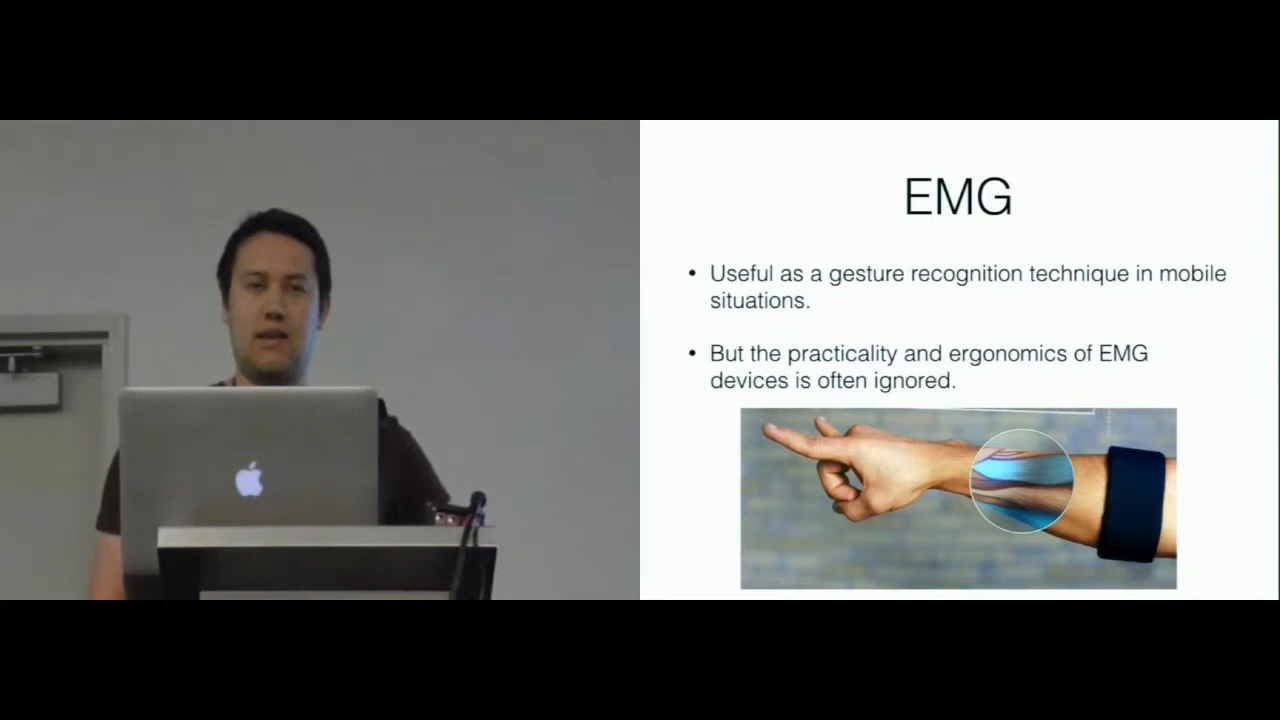 EMG
• Useful as a gesture recognition technique in mobile
situations.
• But the practicality and ergonomics of EMG
devices is often ignored.